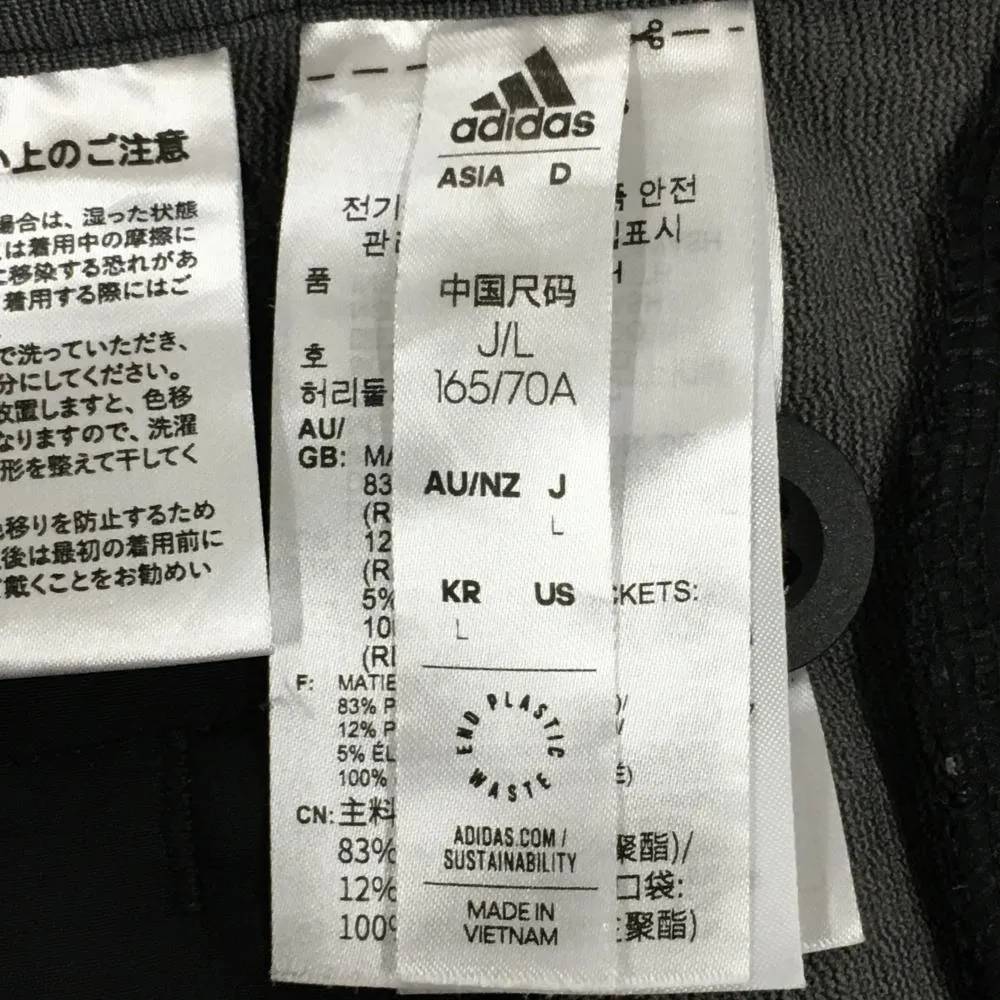 上のご注意
場合は、湿った状態
は着用中の摩擦に
移染する恐れがあ
着用する際にはご
で洗っていただき、
分にしてください。
放置しますと、色移
なりますので、洗濯
形を整えて干してく
色移りを防止するため
後は最初の着用前に
戴くことをお勧めい
adidas
ASIA D
中国尺码
J/L
165/70A
AU/NZ J
L
KR US
L
END PLASTIC WASTE
ADIDAS.COM/
SUSTAINABILITY
MADE IN
VIETNAM
전기 안전
표시
품
호
허리둘
AU/
GB:
83
(R
12
(R
5%
10
CKETS:
F: MATIE
83% P
12% P
5% ÉL
100%
CN: 主料
83% 聚酯)/
12% 口袋:
100% 聚酯)